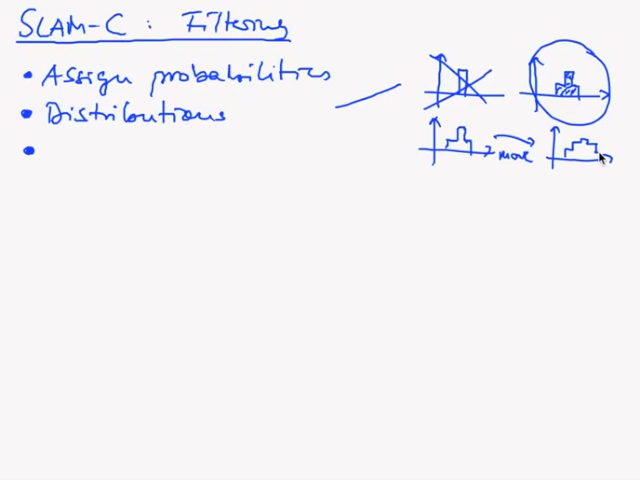 SLAM-C : Filtering
• Assign probabilities
• Distributions
move
•